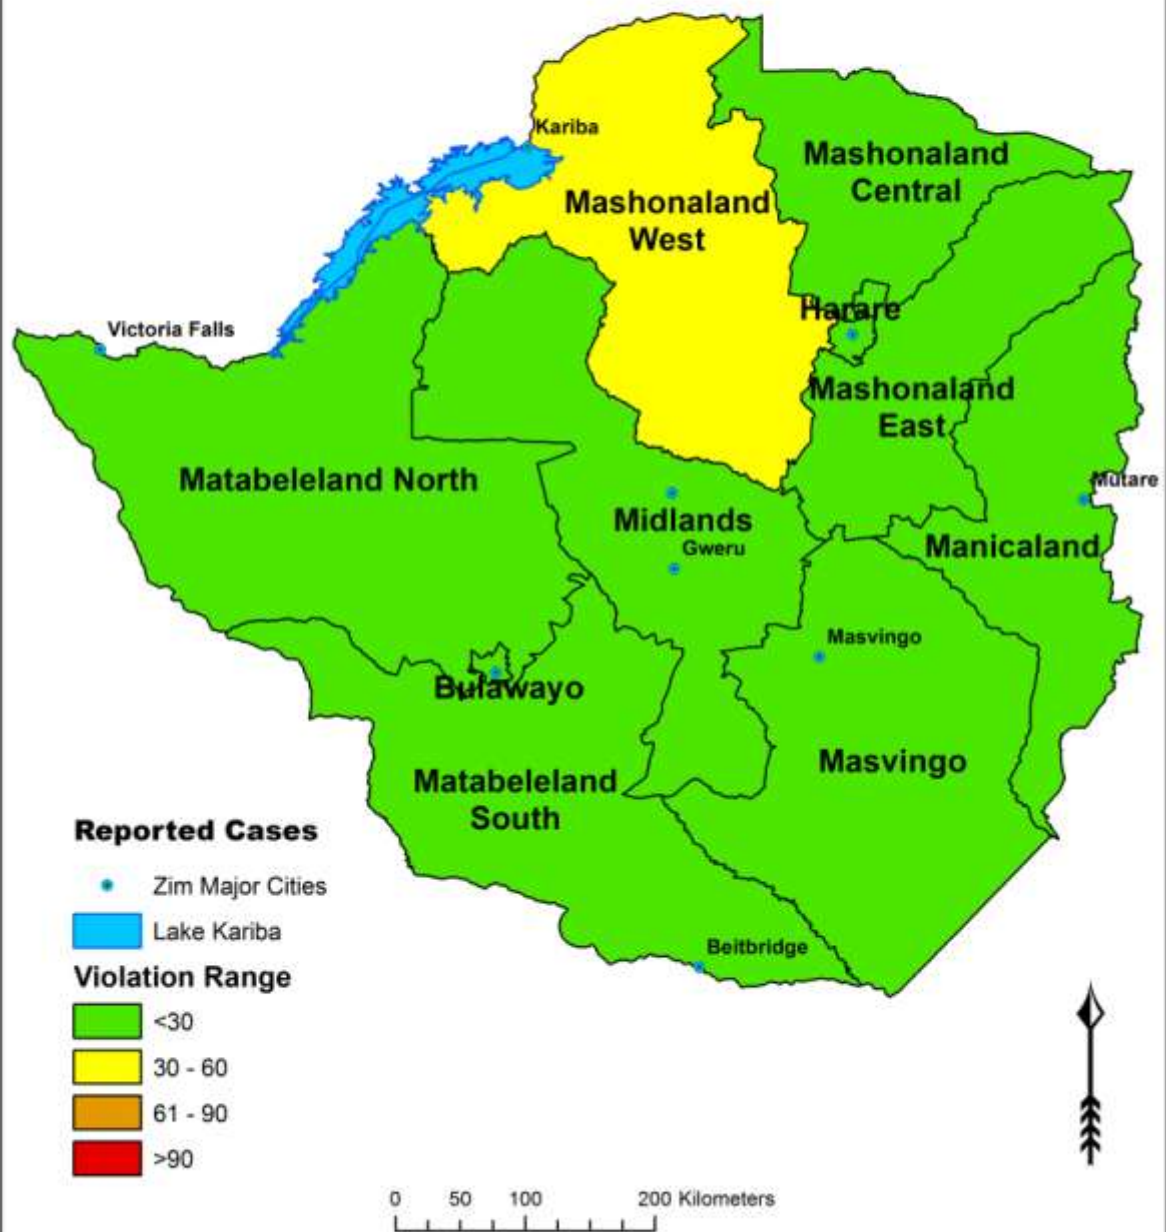 Kariba
Mashonaland
Central
Mashonaland
West
Harare
Victoria Falls
Mashonaland
East
Matabeleland North
Mutare
Midlands
Gweru
Manicaland
Masvingo
Bulawayo
Masvingo
Matabeleland
South
Reported Cases
Zim Major Cities
Lake Kariba
Beitbridge
Violation Range
<30
30 - 60
61 - 90
>90
0 50 100 200 Kilometers